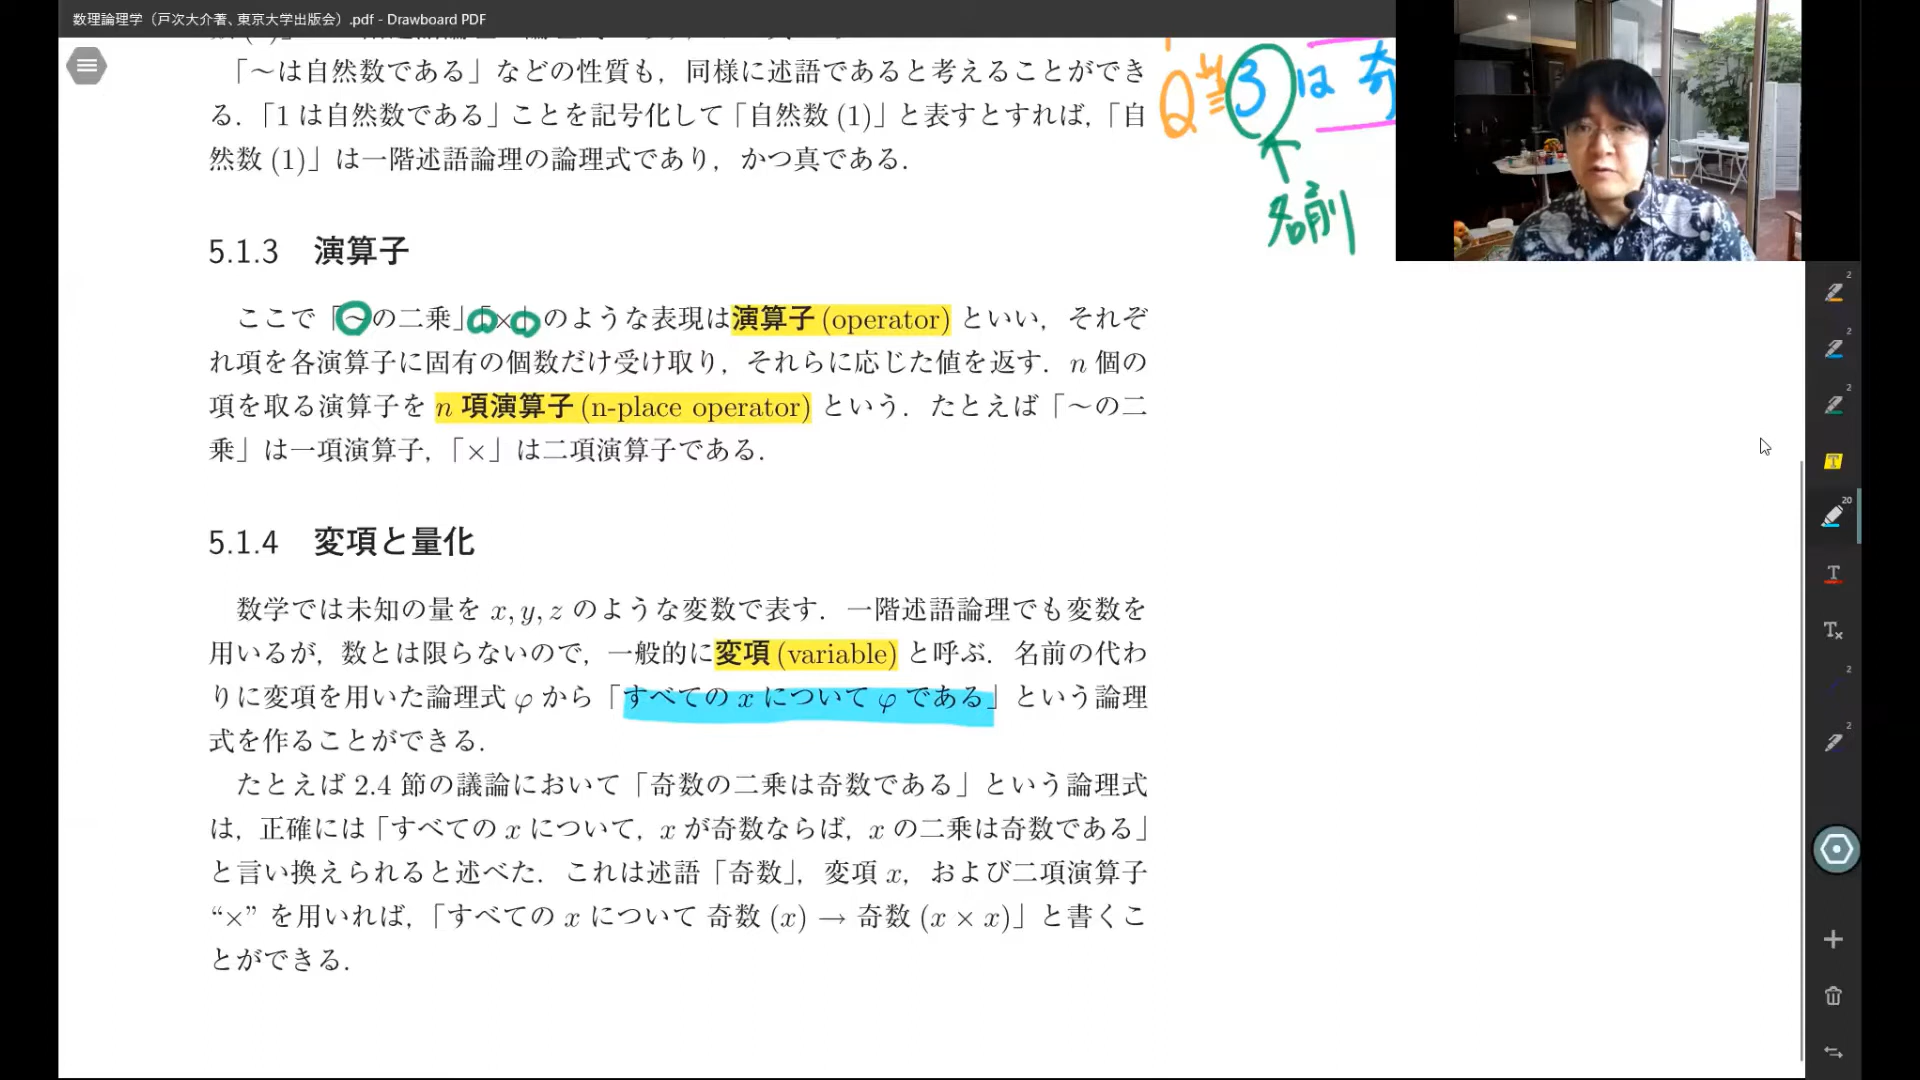 数理論理学（戸次大介著、東京大学出版会）.pdf - Drawboard PDF
「～は自然数である」などの性質も，同様に述語であると考えることができ
る．「1 は自然数である」ことを記号化して「自然数 (1)」と表すとすれば，「自
然数 (1)」は一階述語論理の論理式であり，かつ真である．
3は 奇
名前
5.1.3 演算子
ここで「～の二乗」「×」のような表現は演算子 (operator) といい，それぞ
れ項を各演算子に固有の個数だけ受け取り，それらに応じた値を返す．n 個の
項を取る演算子を n 項演算子 (n-place operator) という．たとえば「～の二
乗」は一項演算子，「×」は二項演算子である．
5.1.4 変項と量化
数学では未知の量を x, y, z のような変数で表す．一階述語論理でも変数を
用いるが，数とは限らないので，一般的に変項 (variable) と呼ぶ．名前の代わ
りに変項を用いた論理式 φ から「すべての x について φ である」という論理
式を作ることができる．
たとえば 2.4 節の議論において「奇数の二乗は奇数である」という論理式
は，正確には「すべての x について，x が奇数ならば，x の二乗は奇数である」
と言い換えられると述べた．これは述語「奇数」，変項 x，および二項演算子
“×” を用いれば，「すべての x について 奇数 (x) → 奇数 (x × x)」と書くこ
とができる．
2
2
2
T
20
T
Tx
2
2